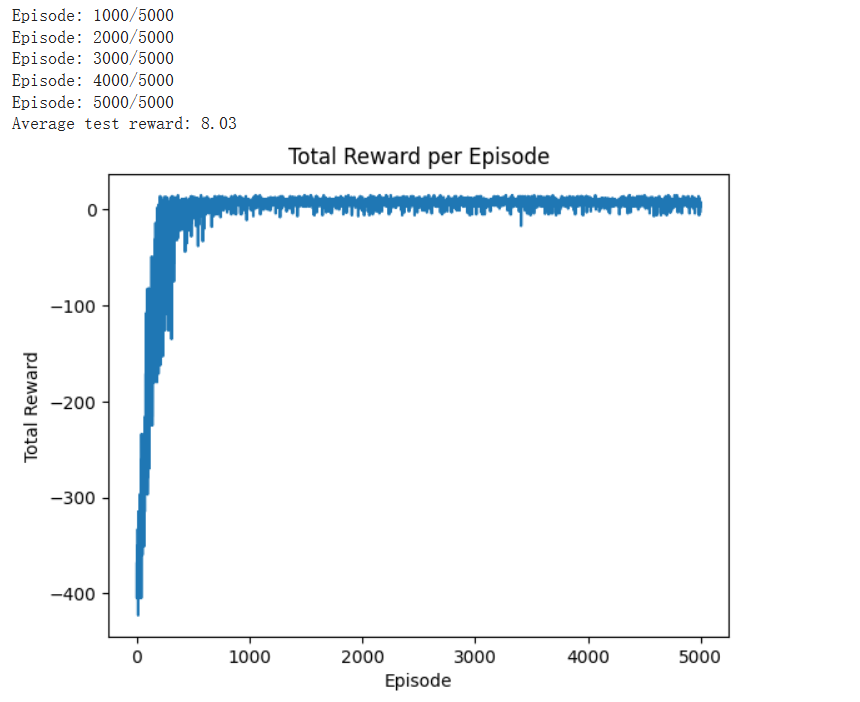 Episode: 1000/5000
Episode: 2000/5000
Episode: 3000/5000
Episode: 4000/5000
Episode: 5000/5000
Average test reward: 8.03
Total Reward per Episode
0
−100
−200
−300
−400
Total Reward
0 1000 2000 3000 4000 5000
Episode